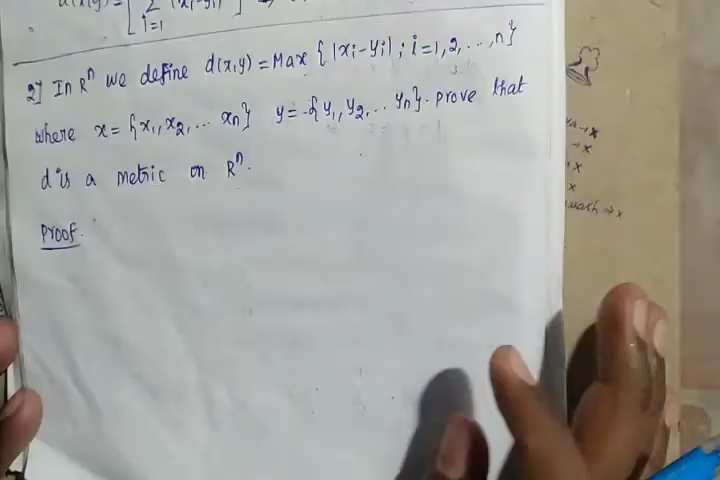 2] In Rⁿ we define d(x,y) = Max {|xi-yi|; i=1,2,...,n}
where x = {x₁,x₂,... xn} y = {y₁,y₂,... yn}. prove that
d is a metric on Rⁿ.
Proof.